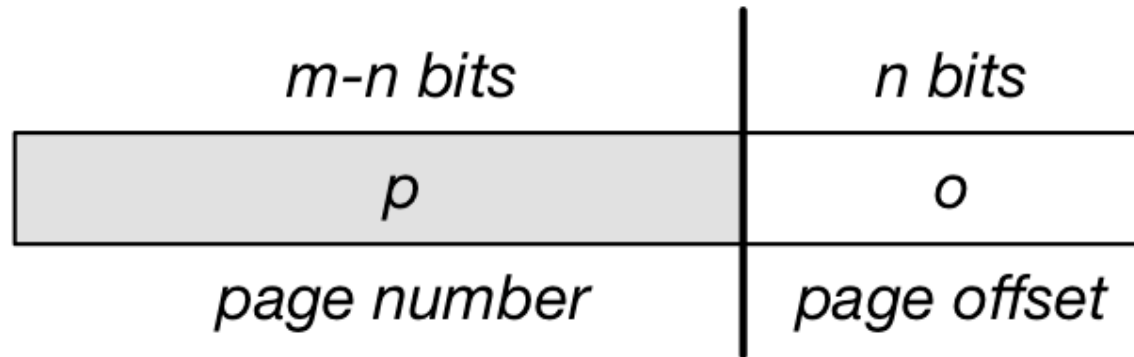 m-n bits n bits
p o
page number page offset